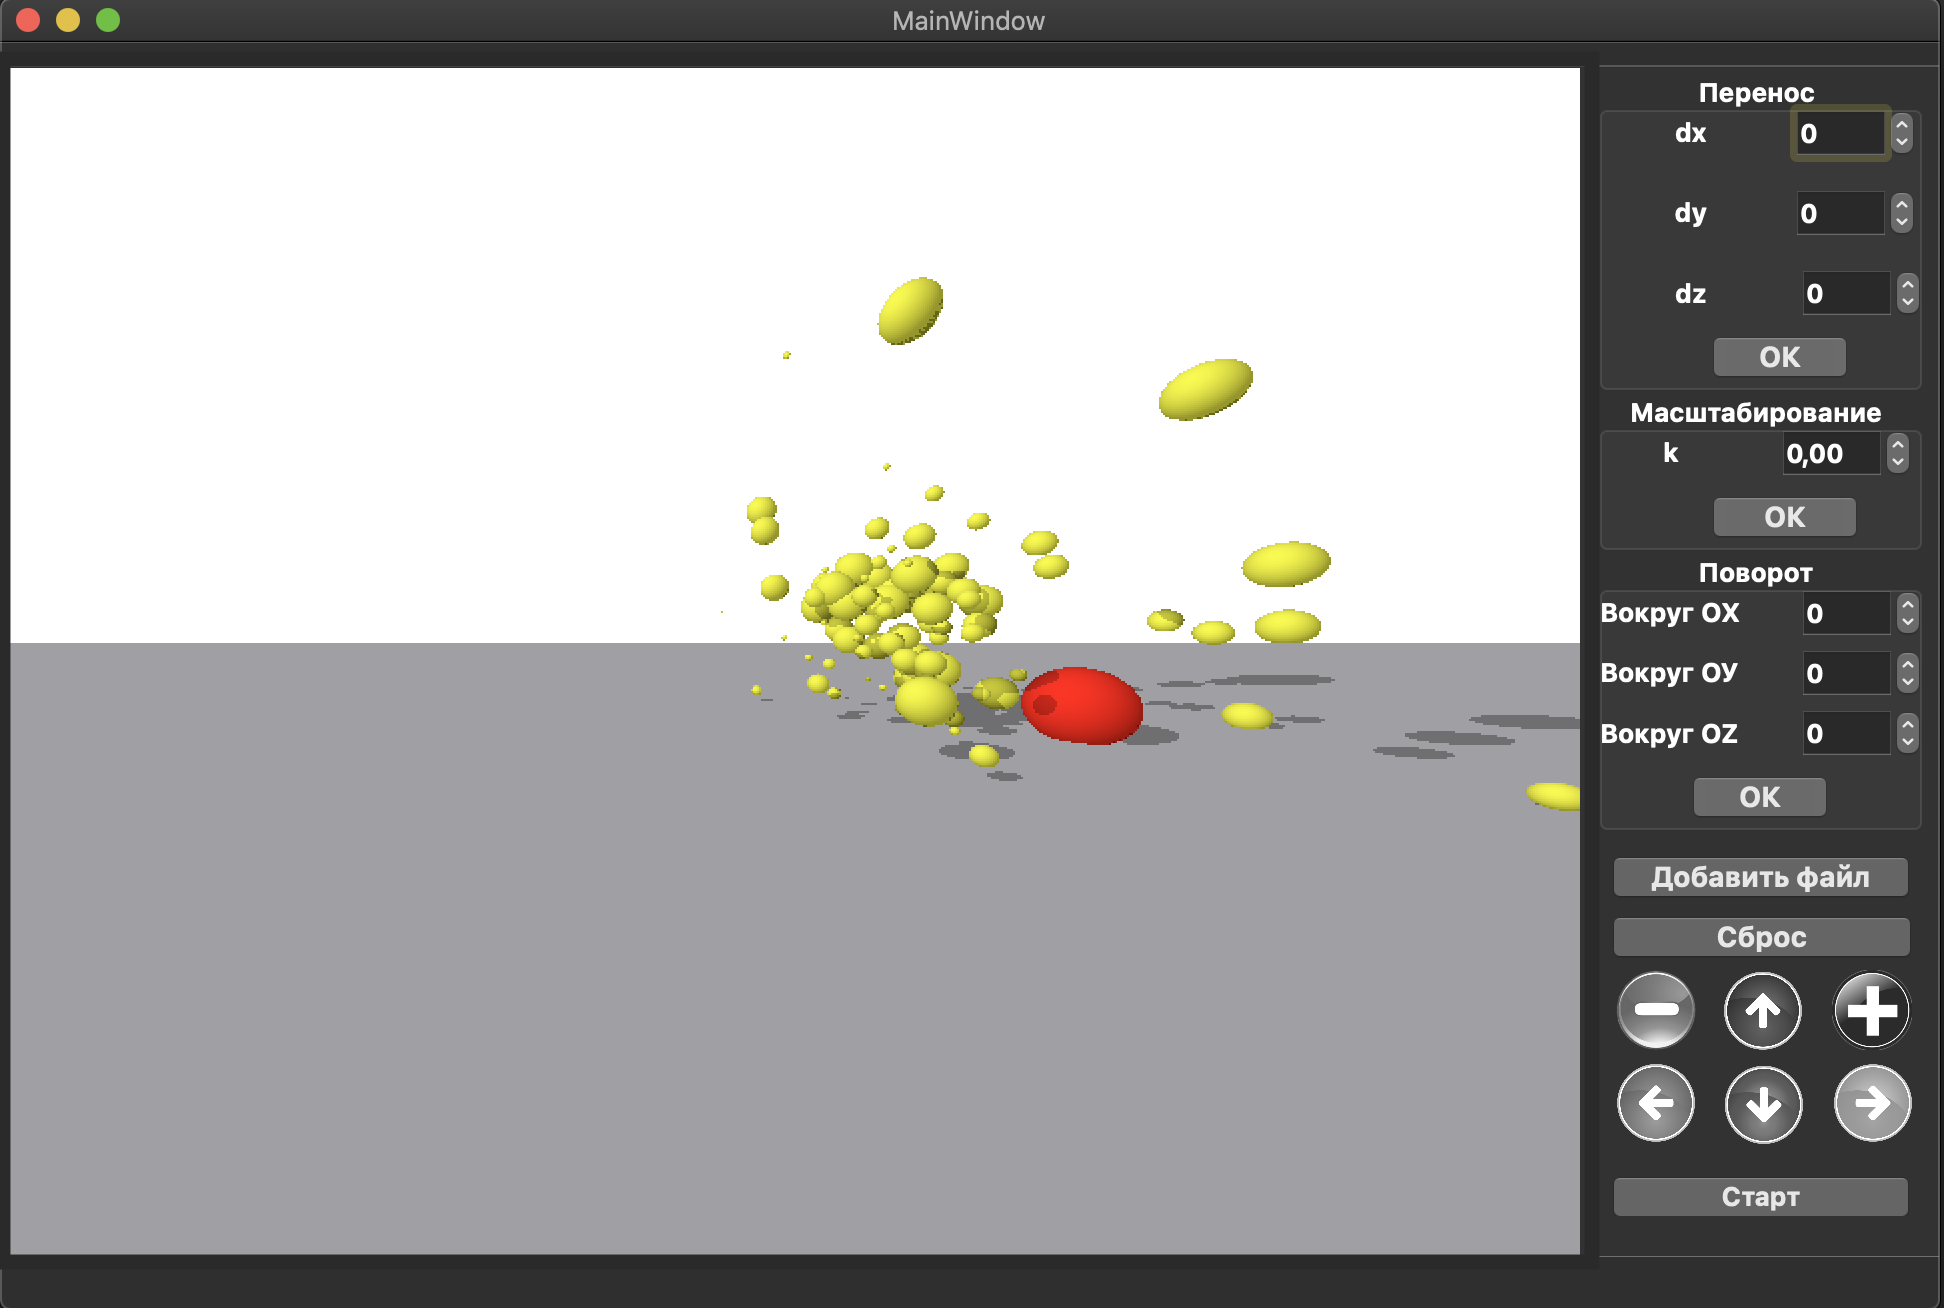 MainWindow
Перенос
dx 0
dy 0
dz 0
OK
Масштабирование
k 0,00
OK
Поворот
Вокруг OX 0
Вокруг ОУ 0
Вокруг OZ 0
OK
Добавить файл
Сброс
Старт